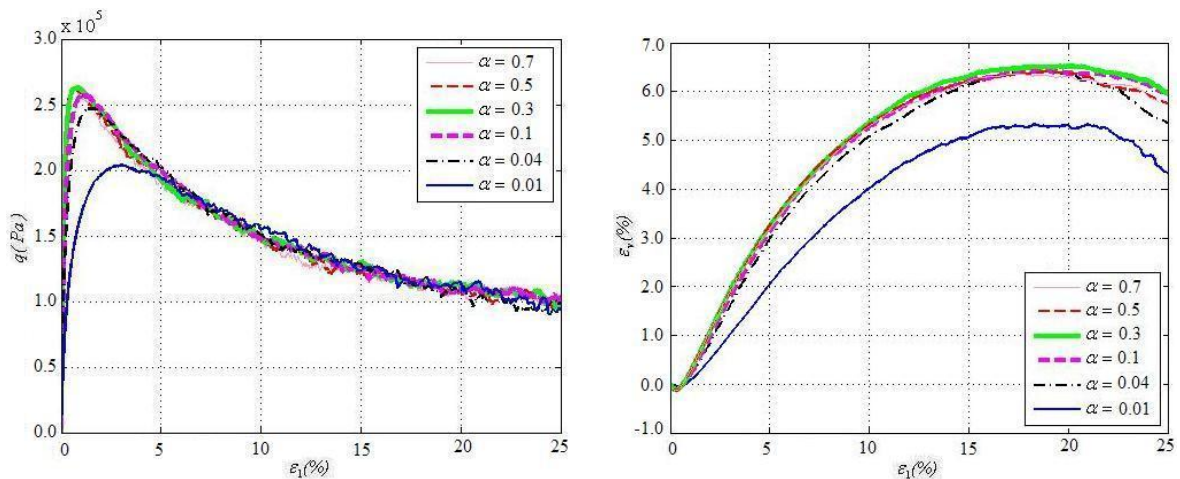 x 10⁵
3.0
2.5
2.0
1.5
1.0
0.5
0.0
q( Pa)
0
5
10
15
20
25
ε₁(%)
α = 0.7
α = 0.5
α = 0.3
α = 0.1
α = 0.04
α = 0.01
7.0
6.0
5.0
4.0
3.0
2.0
1.0
0.0
-1.0
εᵥ(%)
0
5
10
15
20
25
ε₁(%)
α = 0.7
α = 0.5
α = 0.3
α = 0.1
α = 0.04
α = 0.01